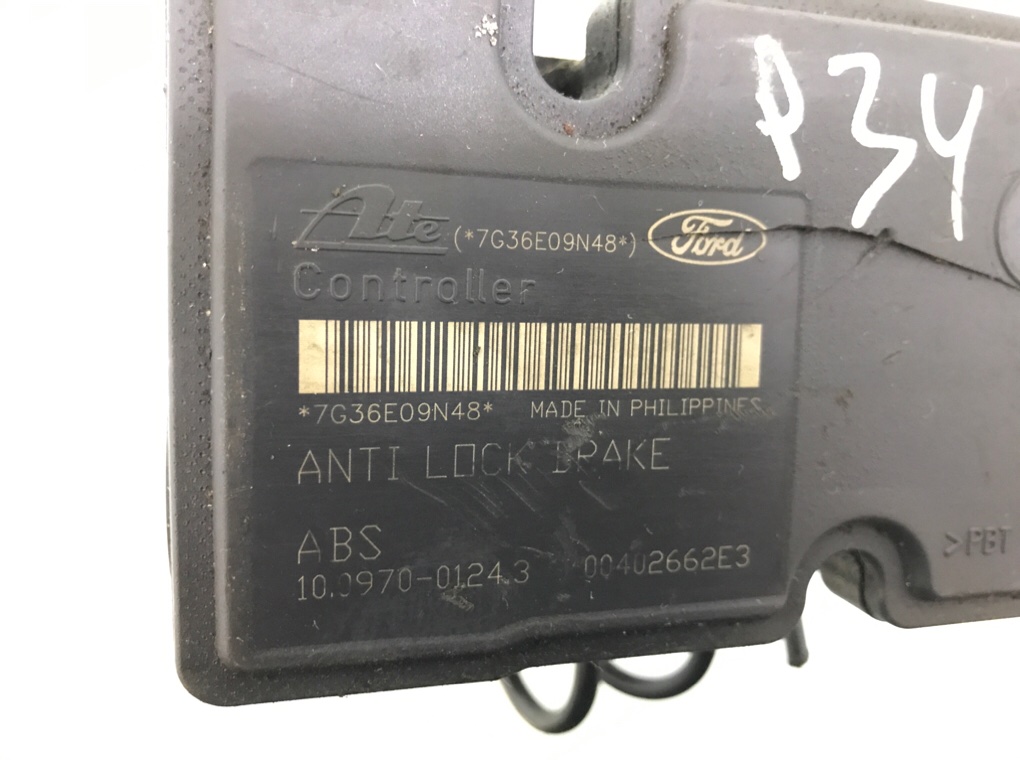 P34
Ate (*7G36E09N48*) Ford
Controller
*7G36E09N48* MADE IN PHILIPPINES
ANTI LOCK BRAKE
ABS
10.0970-0124.3 00402662E3
>PBT